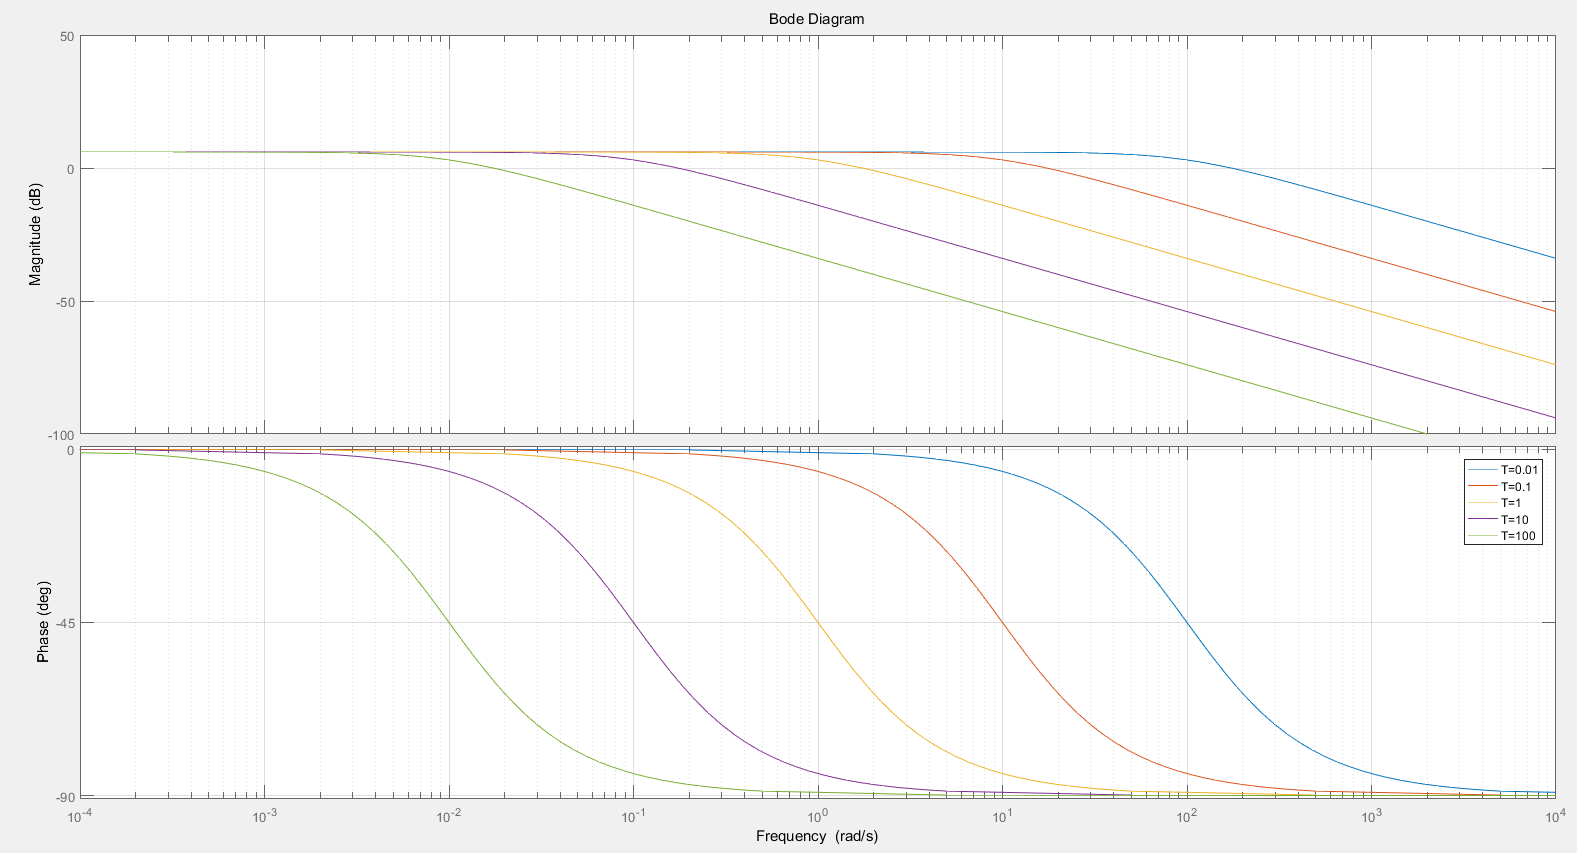 Bode Diagram
Magnitude (dB)
50
0
-50
-100
Phase (deg)
0
-45
-90
T=0.01
T=0.1
T=1
T=10
T=100
10^-4 10^-3 10^-2 10^-1 10^0 10^1 10^2 10^3 10^4
Frequency (rad/s)